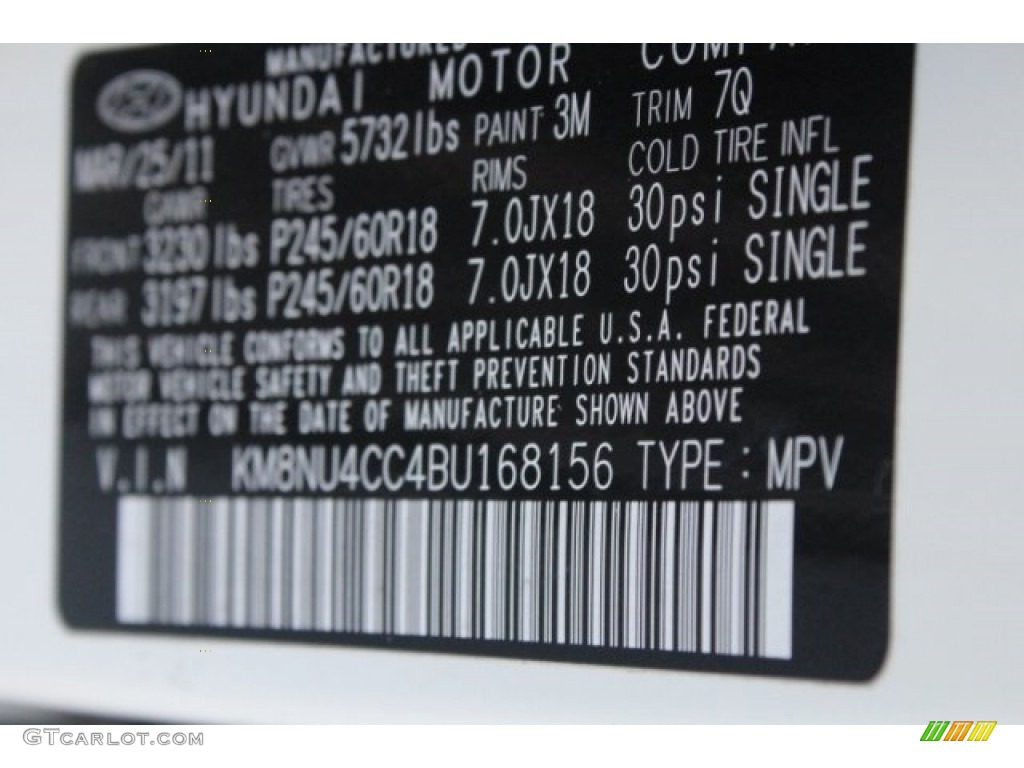 MANUFACTURED
HYUNDAI MOTOR COMPA
MAR/25/11 GVWR 5732lbs PAINT 3M TRIM 7Q
GAWR TIRES RIMS COLD TIRE INFL
FRONT 3230lbs P245/60R18 7.0JX18 30psi SINGLE
REAR 3197lbs P245/60R18 7.0JX18 30psi SINGLE
THIS VEHICLE CONFORMS TO ALL APPLICABLE U.S.A. FEDERAL
MOTOR VEHICLE SAFETY AND THEFT PREVENTION STANDARDS
IN EFFECT ON THE DATE OF MANUFACTURE SHOWN ABOVE
V.I.N KM8NU4CC4BU168156 TYPE : MPV
GTCARLOT.COM